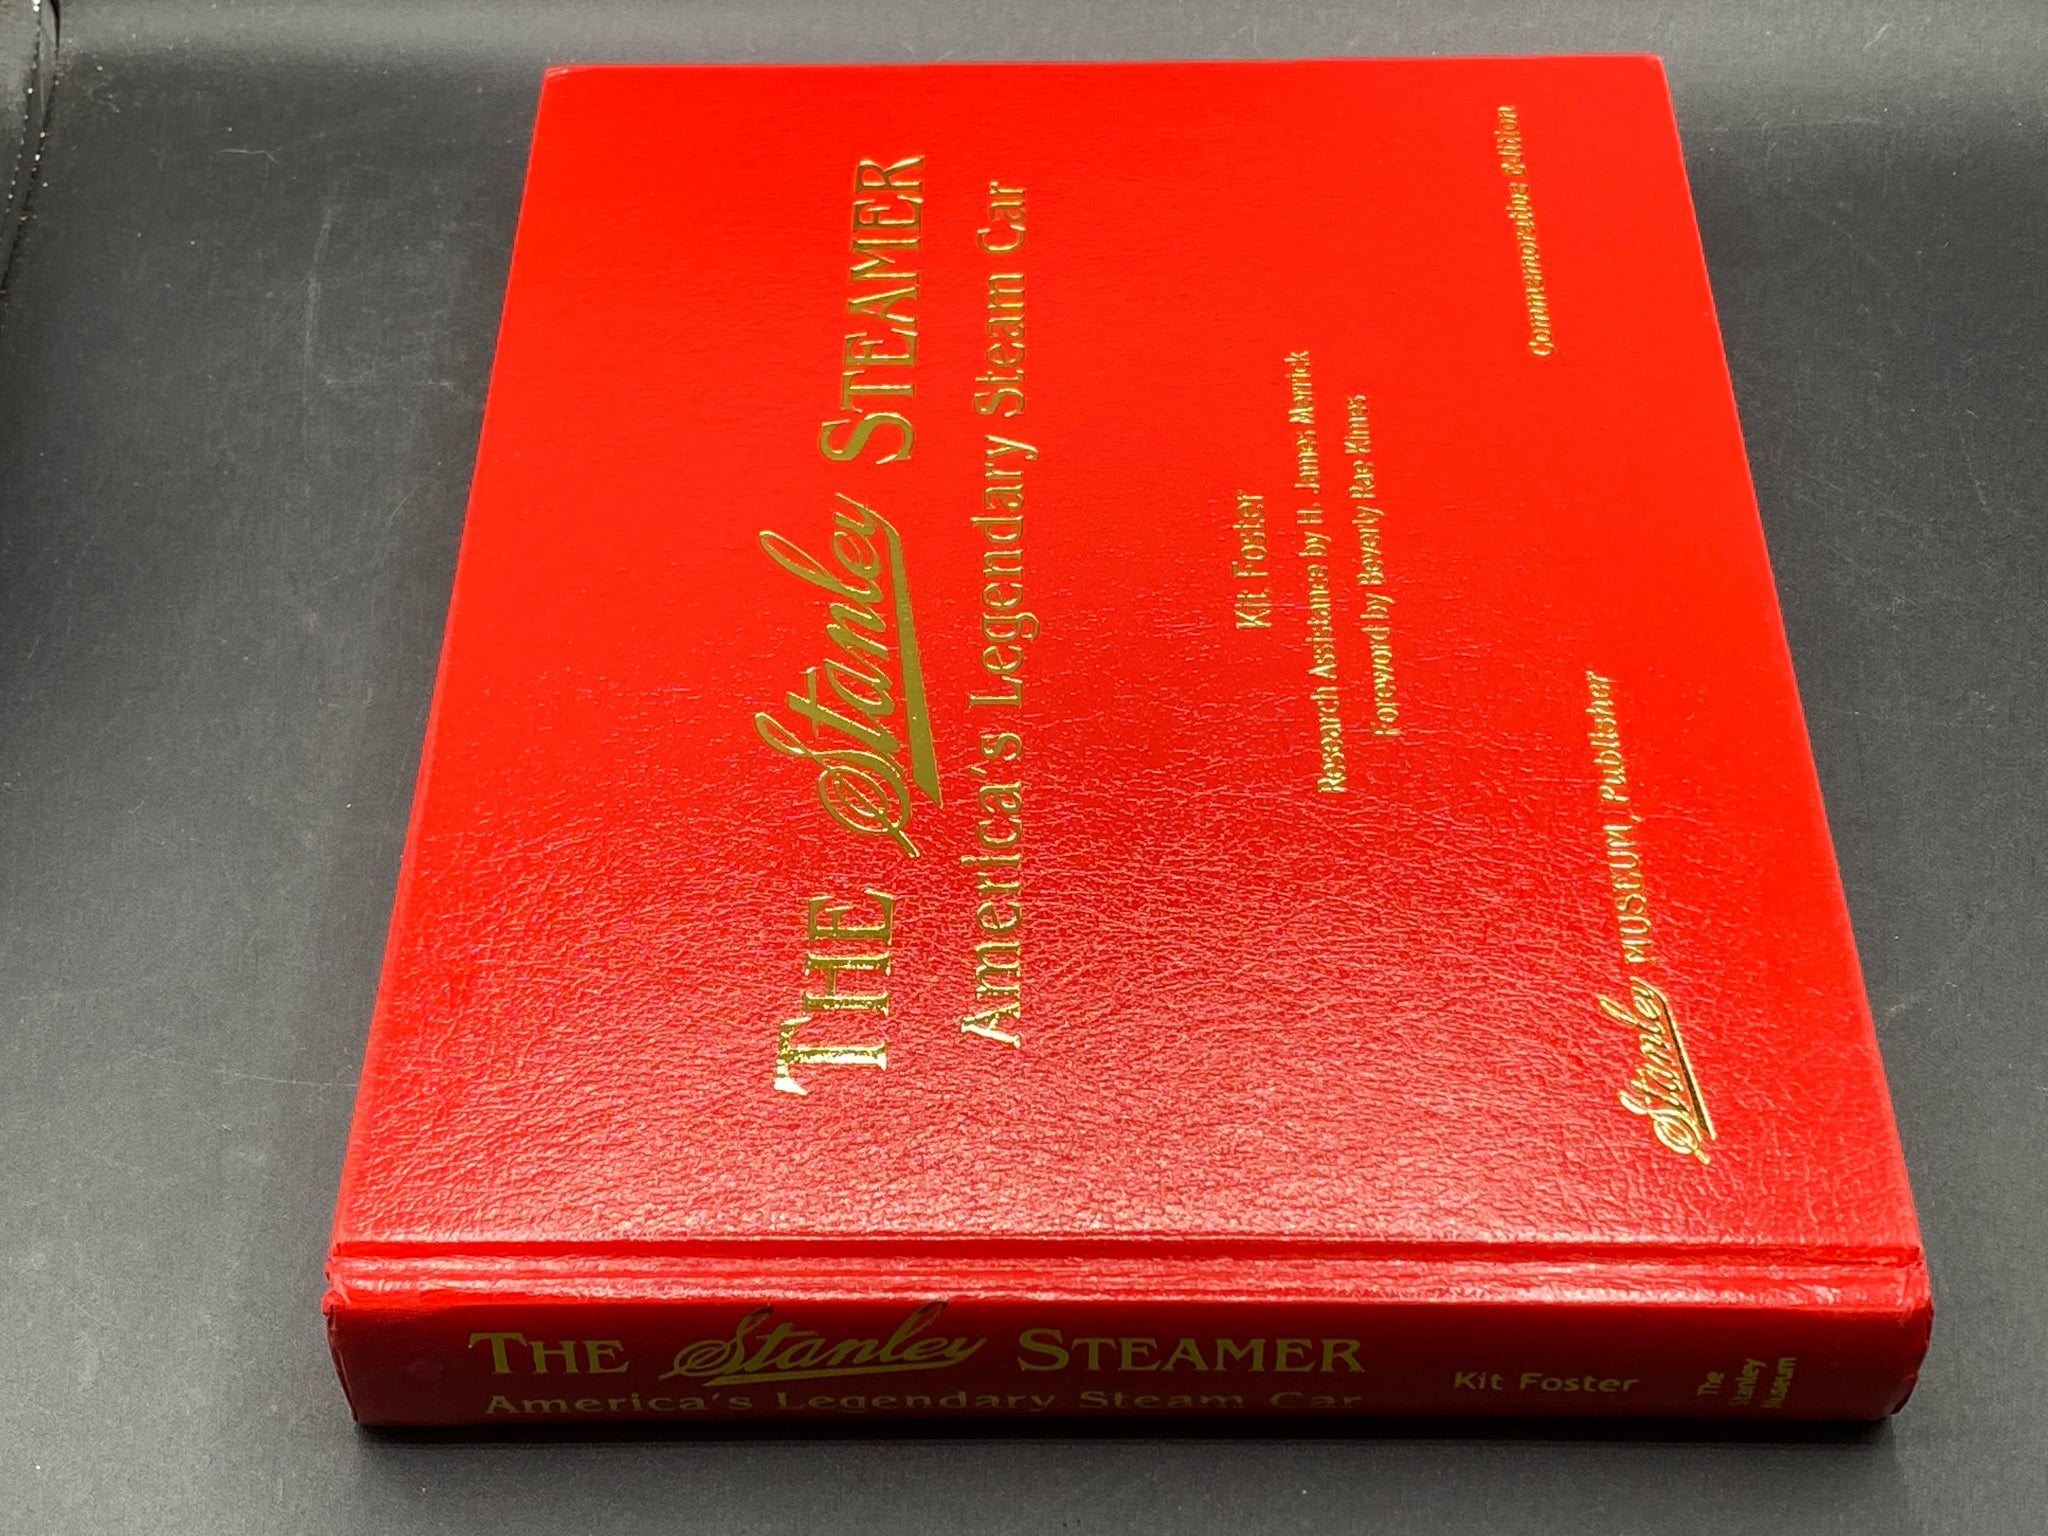 THE Stanley STEAMER
America's Legendary Steam Car
Kit Foster
Research Assistance by H. James Merrick
Foreword by Beverly Rae Kimes
Commemorative Edition
Stanley MUSEUM, Publisher
THE Stanley STEAMER
America's Legendary Steam Car
Kit Foster
The
Stanley
Museum